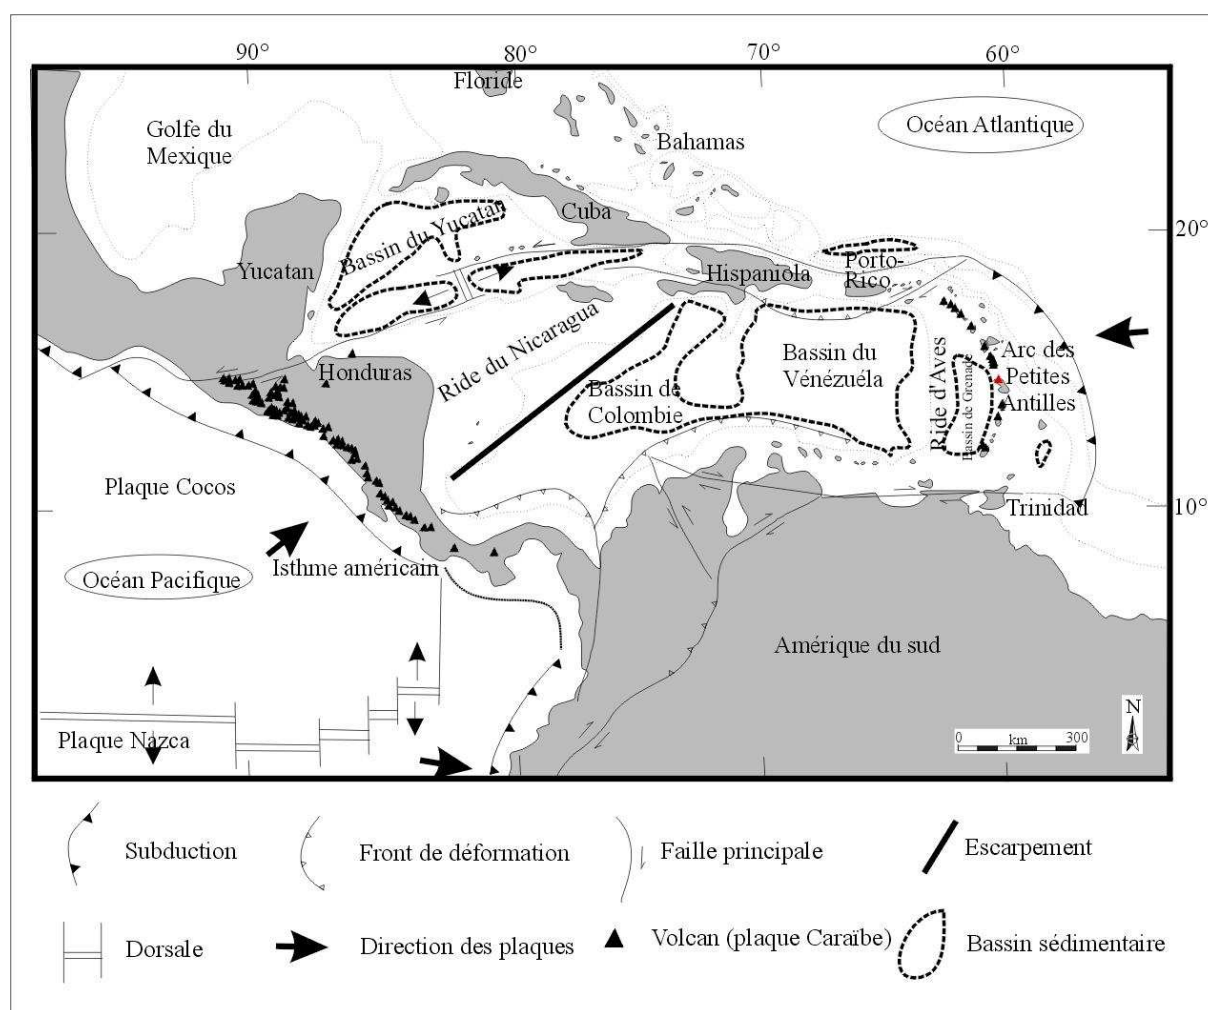 90°
80°
70°
60°
Floride
Golfe du
Mexique
Bahamas
Océan Atlantique
Cuba
Bassin du Yucatan
20°
Yucatan
Hispaniola
Porto-
Rico
Ride du Nicaragua
Honduras
Bassin du
Vénézuéla
Ride d'Aves
Bassin de Grenade
Arc des
Petites
Antilles
Bassin de
Colombie
Plaque Cocos
Trinidad
10°
Isthme américain
Océan Pacifique
Amérique du sud
Plaque Nazca
N
0
km
300
Subduction
Front de déformation
Faille principale
Escarpement
Dorsale
Direction des plaques
Volcan (plaque Caraïbe)
Bassin sédimentaire